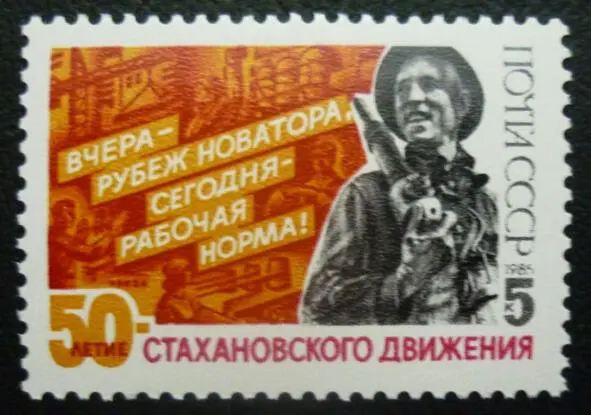 ВЧЕРА-
РУБЕЖ НОВАТОРА,
СЕГОДНЯ-
РАБОЧАЯ
НОРМА!
ПОЧТА СССР
1985
5 К
50-
ЛЕТИЕ
СТАХАНОВСКОГО ДВИЖЕНИЯ